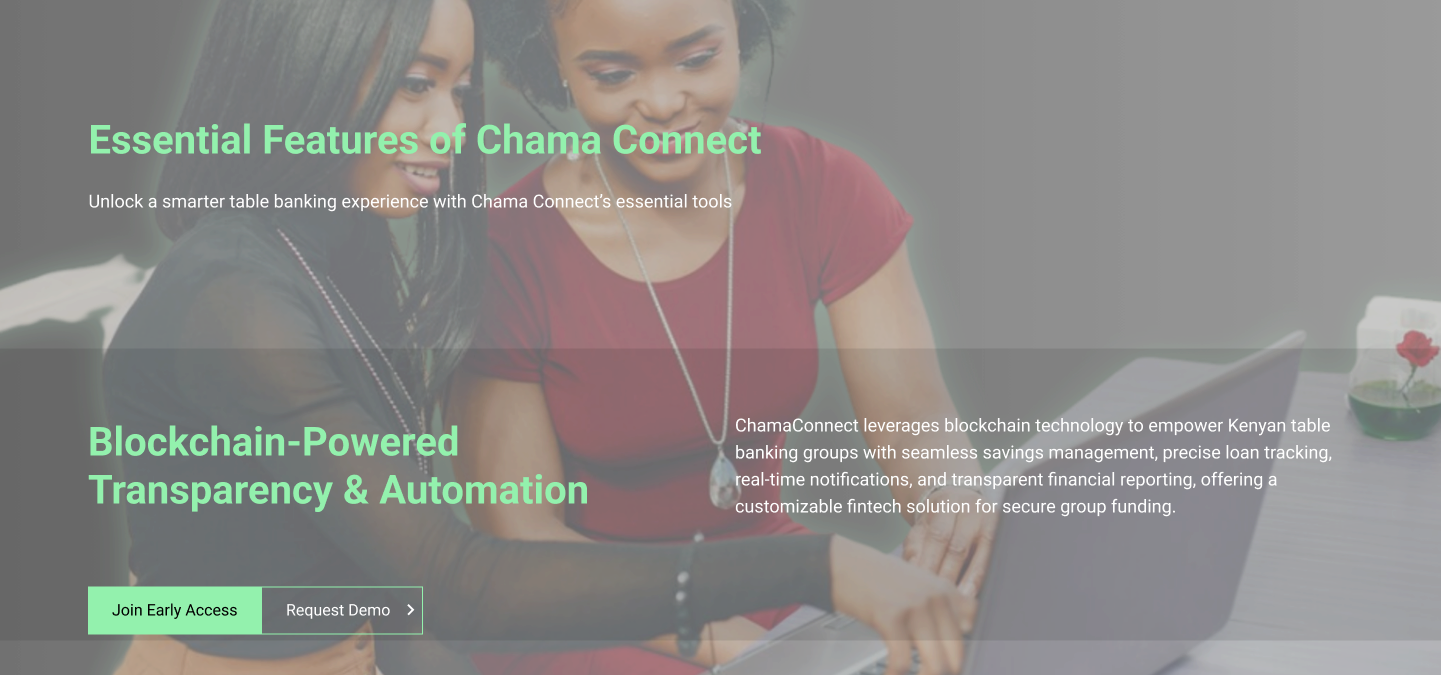 Essential Features of Chama Connect
Unlock a smarter table banking experience with Chama Connect’s essential tools
Blockchain-Powered
Transparency & Automation
ChamaConnect leverages blockchain technology to empower Kenyan table
banking groups with seamless savings management, precise loan tracking,
real-time notifications, and transparent financial reporting, offering a
customizable fintech solution for secure group funding.
Join Early Access
Request Demo